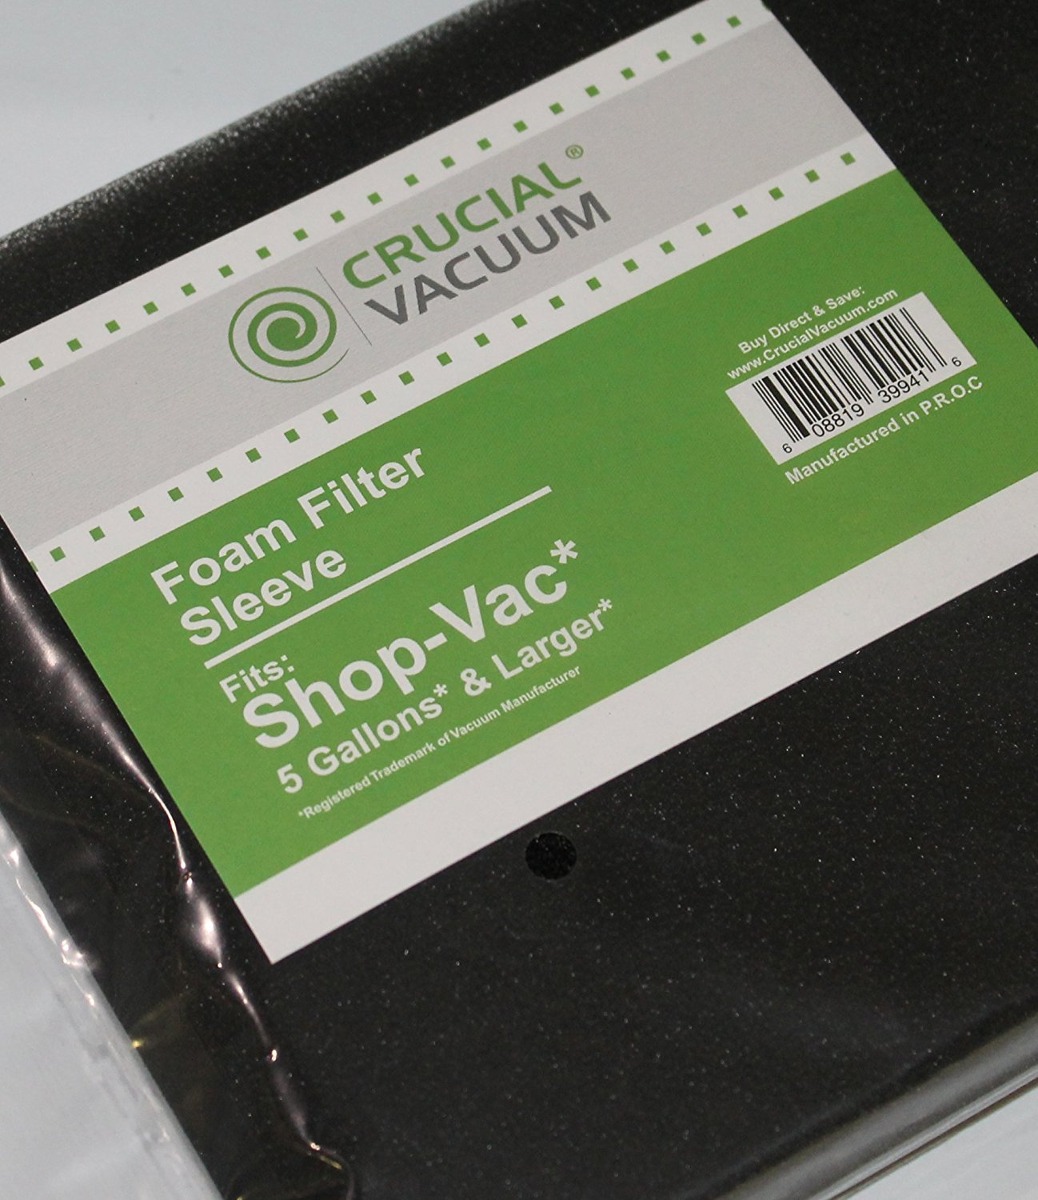 CRUCIAL®
VACUUM
Buy Direct & Save:
www.CrucialVacuum.com
6 08819 39941 6
Manufactured in P.R.O.C
Foam Filter
Sleeve
Fits:
Shop-Vac*
5 Gallons* & Larger*
*Registered Trademark of Vacuum Manufacturer